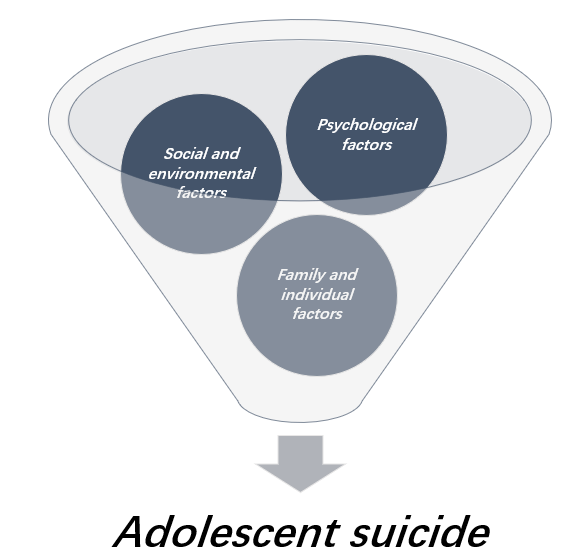 Psychological
factors
Social and
environmental
factors
Family and
individual
factors
Adolescent suicide